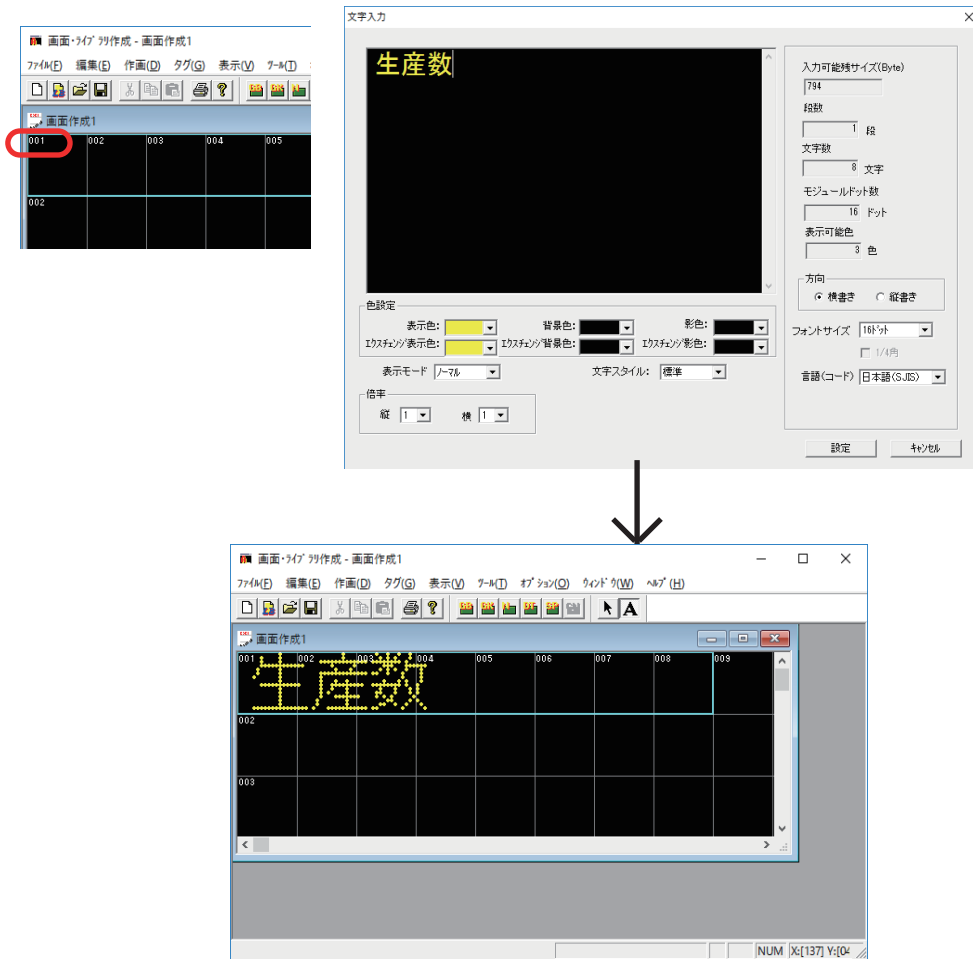 画面・ﾗｲﾌﾞﾗﾘ作成 - 画面作成1
ﾌｧｲﾙ(F) 編集(E) 作画(D) タグ(G) 表示(V) ﾂｰﾙ(T)
画面作成1
001 002 003 004 005
002
文字入力
生産数
入力可能残サイズ(Byte)
794
段数
1 段
文字数
8 文字
モジュールドット数
16 ドット
表示可能色
3 色
方向
横書き 縦書き
フォントサイズ 16ﾄﾞｯﾄ
1/4角
言語(コード) 日本語(SJIS)
色設定
表示色: 背景色: 影色:
ｴｸｽﾁｪﾝｼﾞ表示色: ｴｸｽﾁｪﾝｼﾞ背景色: ｴｸｽﾁｪﾝｼﾞ影色:
表示モード ﾉｰﾏﾙ 文字スタイル: 標準
倍率
縦 1 横 1
設定 ｷｬﾝｾﾙ
画面・ﾗｲﾌﾞﾗﾘ作成 - 画面作成1
ﾌｧｲﾙ(F) 編集(E) 作画(D) タグ(G) 表示(V) ﾂｰﾙ(T) ｵﾌﾟｼｮﾝ(O) ｳｨﾝﾄﾞｳ(W) ﾍﾙﾌﾟ(H)
A
画面作成1
001 002 003 004 005 006 007 008 009
生産数
002
003
NUM X:[137] Y:[04